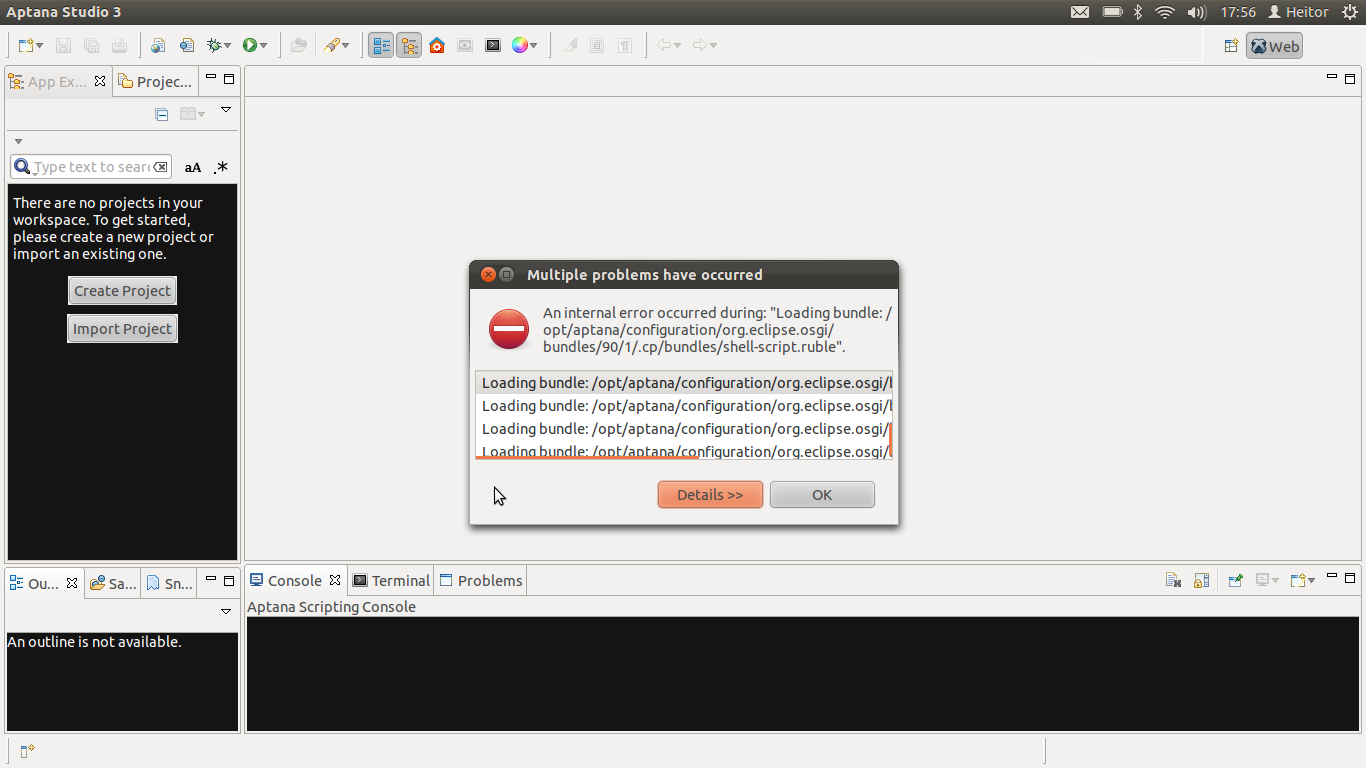 Aptana Studio 3
17:56
Heitor
Web
App Ex...
Projec...
Type text to sear
aA
.*
There are no projects in your
workspace. To get started,
please create a new project or
import an existing one.
Create Project
Import Project
Multiple problems have occurred
An internal error occurred during: "Loading bundle: /
opt/aptana/configuration/org.eclipse.osgi/
bundles/90/1/.cp/bundles/shell-script.ruble".
Loading bundle: /opt/aptana/configuration/org.eclipse.osgi/b
Loading bundle: /opt/aptana/configuration/org.eclipse.osgi/b
Loading bundle: /opt/aptana/configuration/org.eclipse.osgi/
Loading bundle: /opt/aptana/configuration/org.eclipse.osgi/
Details >>
OK
Ou...
Sa...
Sn...
An outline is not available.
Console
Terminal
Problems
Aptana Scripting Console